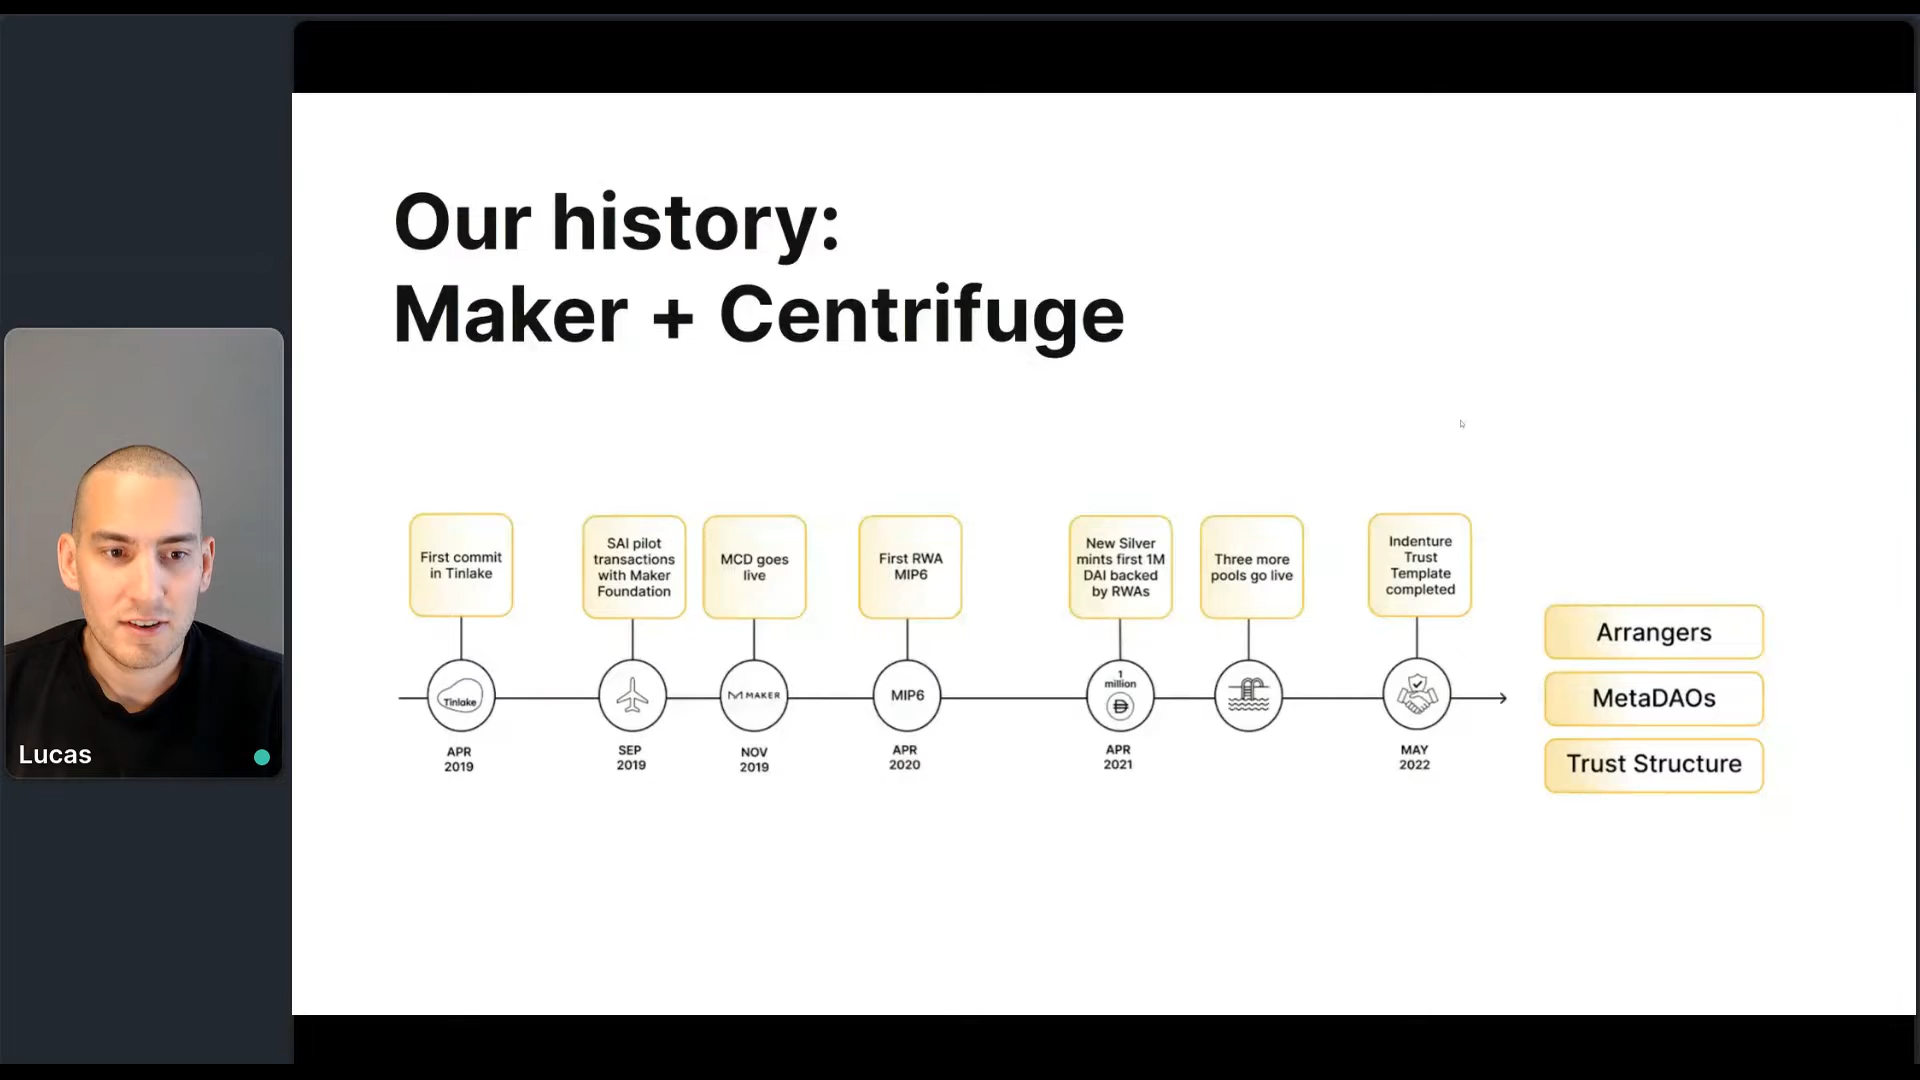 Our history:
Maker + Centrifuge
First commit
in Tinlake
SAI pilot
transactions
with Maker
Foundation
MCD goes
live
First RWA
MIP6
New Silver
mints first 1M
DAI backed
by RWAs
Three more
pools go live
Indenture
Trust
Template
completed
Tinlake
MAKER
MIP6
1
million
APR
2019
SEP
2019
NOV
2019
APR
2020
APR
2021
MAY
2022
Arrangers
MetaDAOs
Trust Structure
Lucas